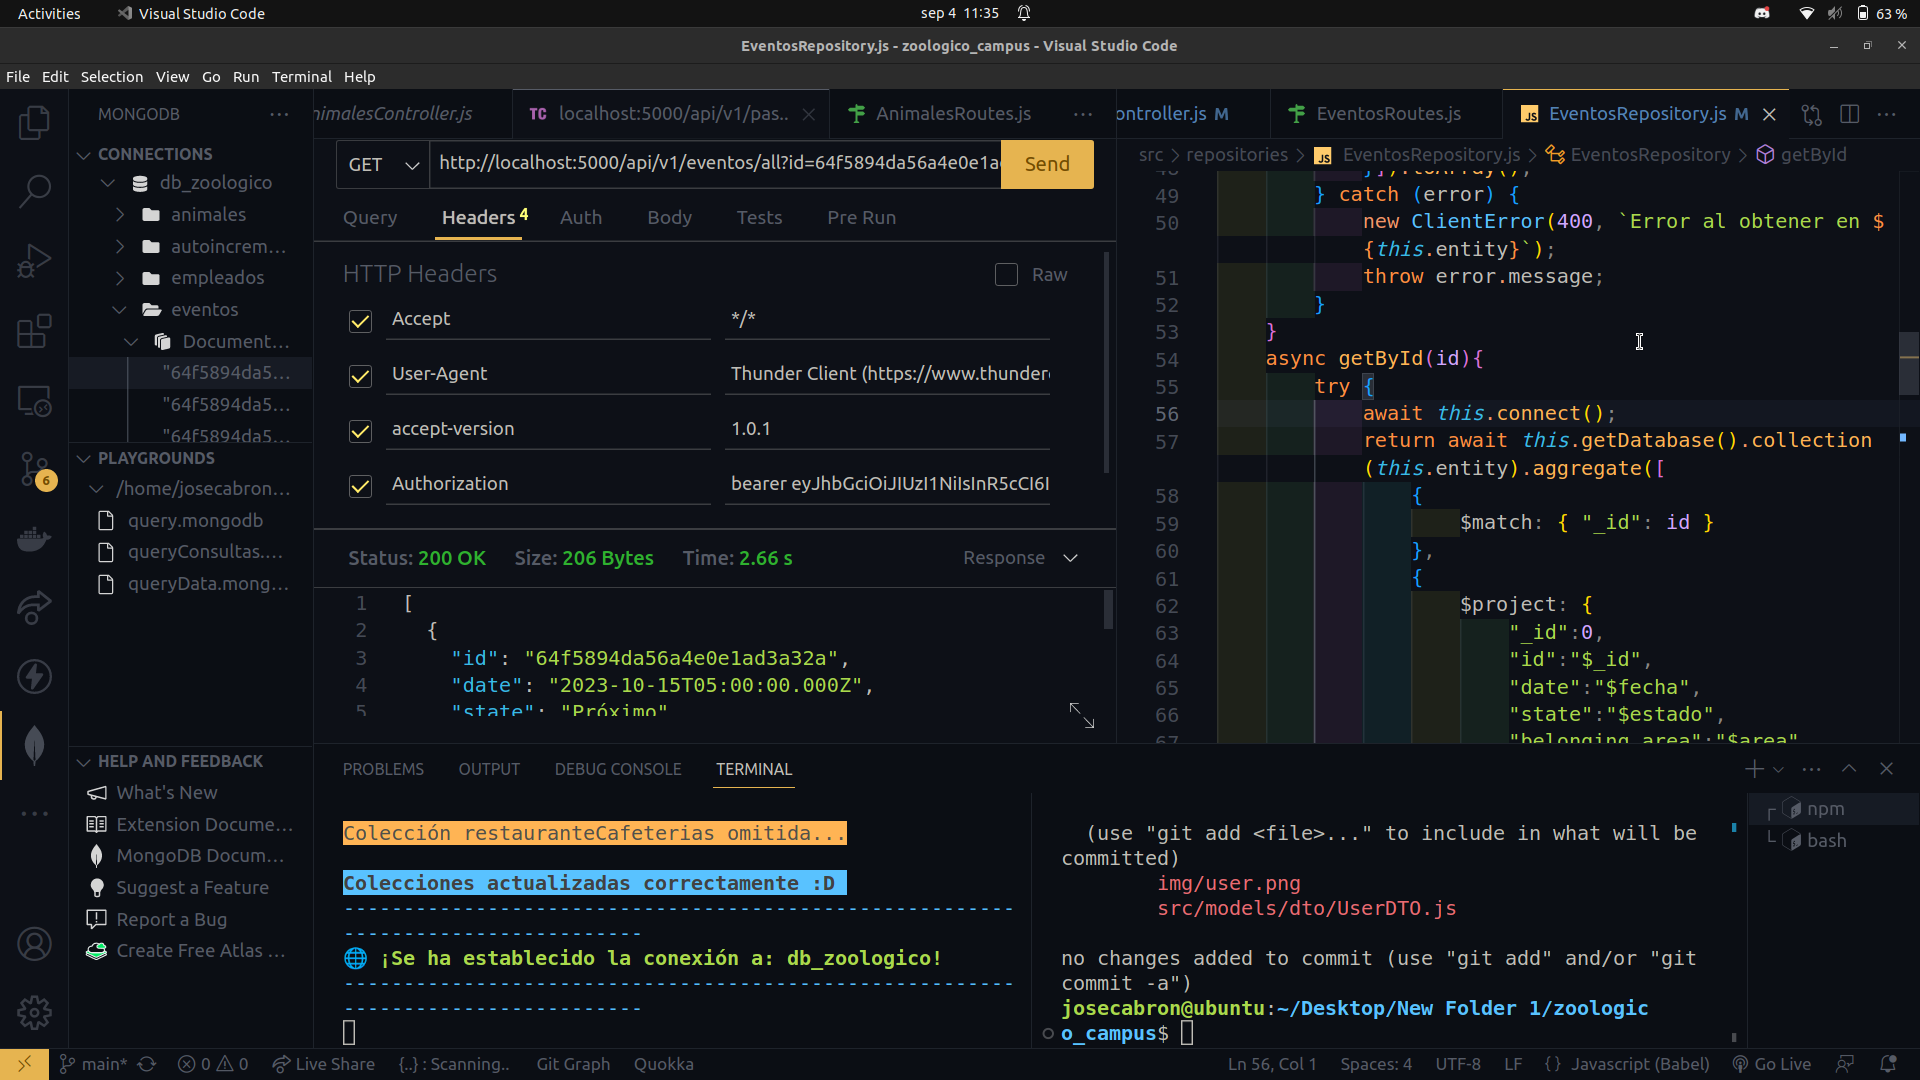 Activities
Visual Studio Code
sep 4 11:35
63 %
EventosRepository.js - zoologico_campus - Visual Studio Code
File Edit Selection View Go Run Terminal Help
MONGODB
CONNECTIONS
db_zoologico
animales
autoincrem...
empleados
eventos
Document...
"64f5894da5...
"64f5894da5...
"64f5894da5...
PLAYGROUNDS
/home/josecabron...
query.mongodb
queryConsultas....
queryData.mong...
HELP AND FEEDBACK
What's New
Extension Docume...
MongoDB Docum...
Suggest a Feature
Report a Bug
Create Free Atlas ...
6
nimalesController.js
TC localhost:5000/api/v1/pas..
AnimalesRoutes.js
GET
http://localhost:5000/api/v1/eventos/all?id=64f5894da56a4e0e1a
Send
Query Headers 4 Auth Body Tests Pre Run
HTTP Headers
Raw
Accept */*
User-Agent Thunder Client (https://www.thunder
accept-version 1.0.1
Authorization bearer eyJhbGciOiJIUzI1NiIsInR5cCI6I
Status: 200 OK Size: 206 Bytes Time: 2.66 s
Response
1 [
2 {
3 "id": "64f5894da56a4e0e1ad3a32a",
4 "date": "2023-10-15T05:00:00.000Z",
5 "state": "Próximo"
ontroller.js M
EventosRoutes.js
JS EventosRepository.js M
src > repositories > JS EventosRepository.js > EventosRepository > getById
48 }]).toArray();
49 } catch (error) {
50 new ClientError(400, `Error al obtener en $
{this.entity}`);
51 throw error.message;
52 }
53 }
54 async getById(id){
55 try {
56 await this.connect();
57 return await this.getDatabase().collection
(this.entity).aggregate([
58 {
59 $match: { "_id": id }
60 },
61 {
62 $project: {
63 "_id":0,
64 "id":"$_id",
65 "date":"$fecha",
66 "state":"$estado",
67 "belonging_area":"$area"
PROBLEMS OUTPUT DEBUG CONSOLE TERMINAL
Colección restauranteCafeterias omitida...
Colecciones actualizadas correctamente :D
--------------------------------------------------------
-------------------------
🌐 ¡Se ha establecido la conexión a: db_zoologico!
--------------------------------------------------------
-------------------------
(use "git add <file>..." to include in what will be
committed)
img/user.png
src/models/dto/UserDTO.js
no changes added to commit (use "git add" and/or "git
commit -a")
josecabron@ubuntu:~/Desktop/New Folder 1/zoologic
o_campus$
npm
bash
main*
0 0
Live Share
{..} : Scanning..
Git Graph
Quokka
Ln 56, Col 1
Spaces: 4
UTF-8
LF
{ } Javascript (Babel)
Go Live